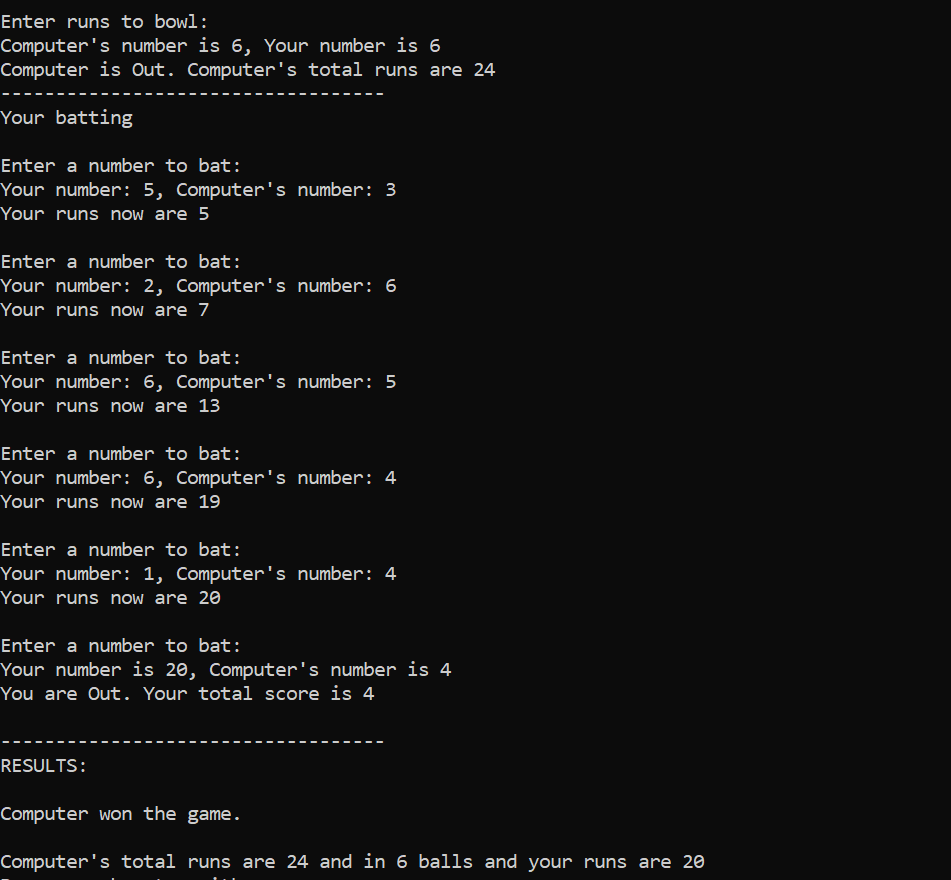 Enter runs to bowl:
Computer's number is 6, Your number is 6
Computer is Out. Computer's total runs are 24
-----------------------------------
Your batting
Enter a number to bat:
Your number: 5, Computer's number: 3
Your runs now are 5
Enter a number to bat:
Your number: 2, Computer's number: 6
Your runs now are 7
Enter a number to bat:
Your number: 6, Computer's number: 5
Your runs now are 13
Enter a number to bat:
Your number: 6, Computer's number: 4
Your runs now are 19
Enter a number to bat:
Your number: 1, Computer's number: 4
Your runs now are 20
Enter a number to bat:
Your number is 20, Computer's number is 4
You are Out. Your total score is 4
-----------------------------------
RESULTS:
Computer won the game.
Computer's total runs are 24 and in 6 balls and your runs are 20